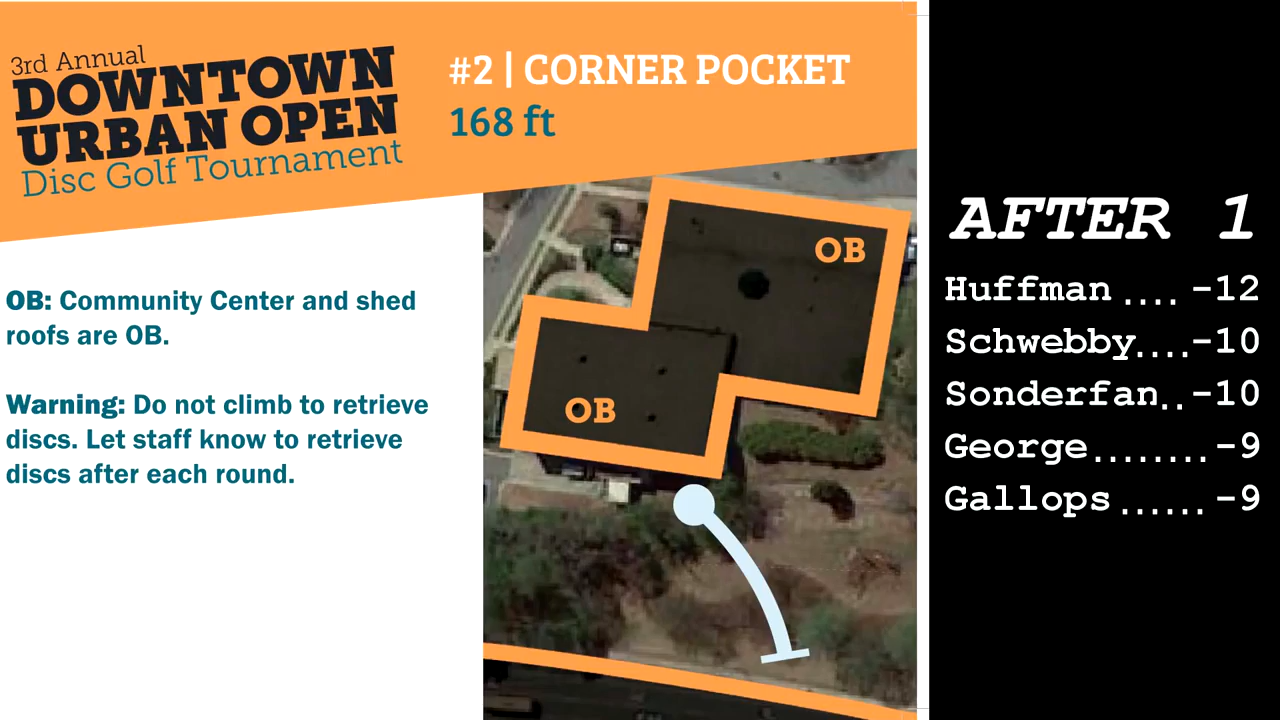 3rd Annual
DOWNTOWN
URBAN OPEN
Disc Golf Tournament
#2 | CORNER POCKET
168 ft
OB: Community Center and shed
roofs are OB.
Warning: Do not climb to retrieve
discs. Let staff know to retrieve
discs after each round.
OB
OB
AFTER 1
Huffman .... -12
Schwebby....-10
Sonderfan..-10
George........ -9
Gallops ...... -9